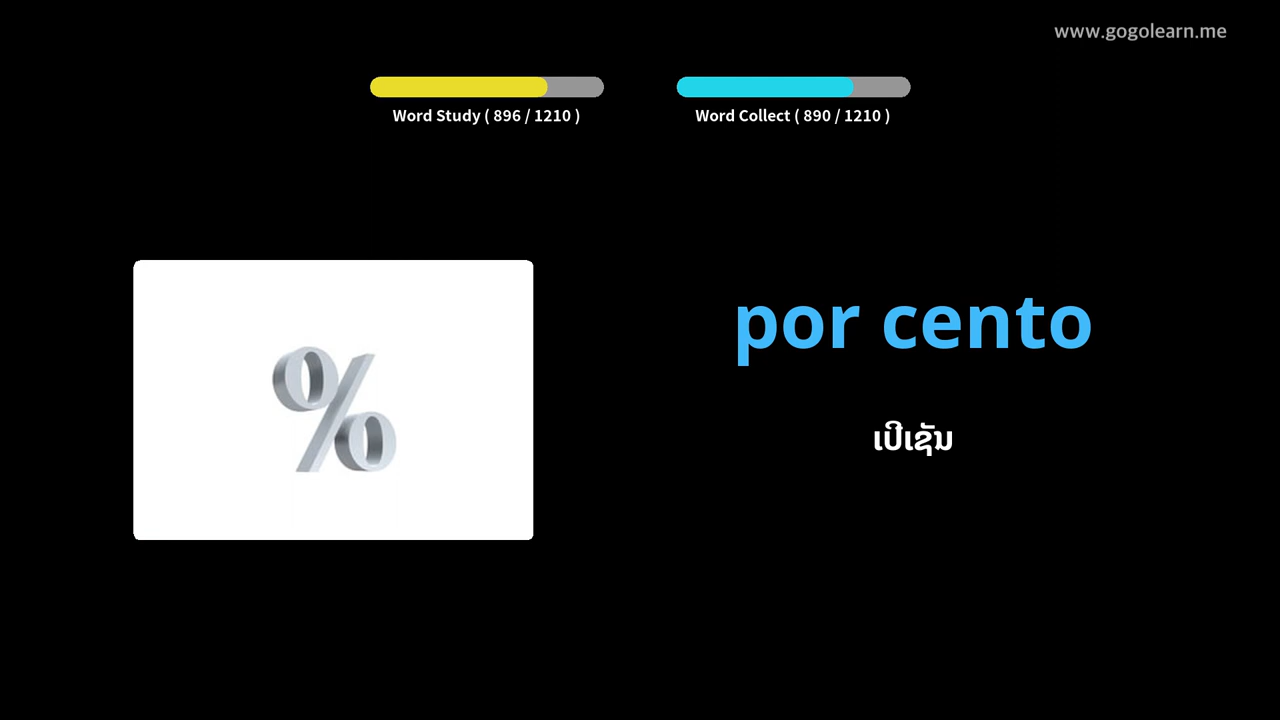 www.gogolearn.me
Word Study ( 896 / 1210 )
Word Collect ( 890 / 1210 )
%
por cento
ເປີເຊັນ